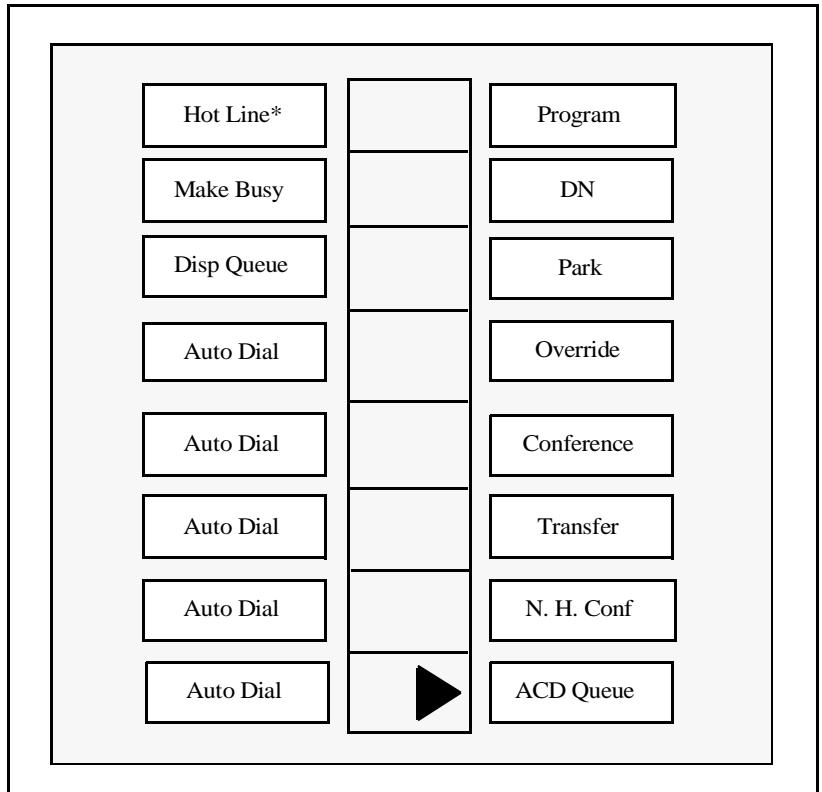 Hot Line*
Program
Make Busy
DN
Disp Queue
Park
Auto Dial
Override
Auto Dial
Conference
Auto Dial
Transfer
Auto Dial
N. H. Conf
Auto Dial
ACD Queue